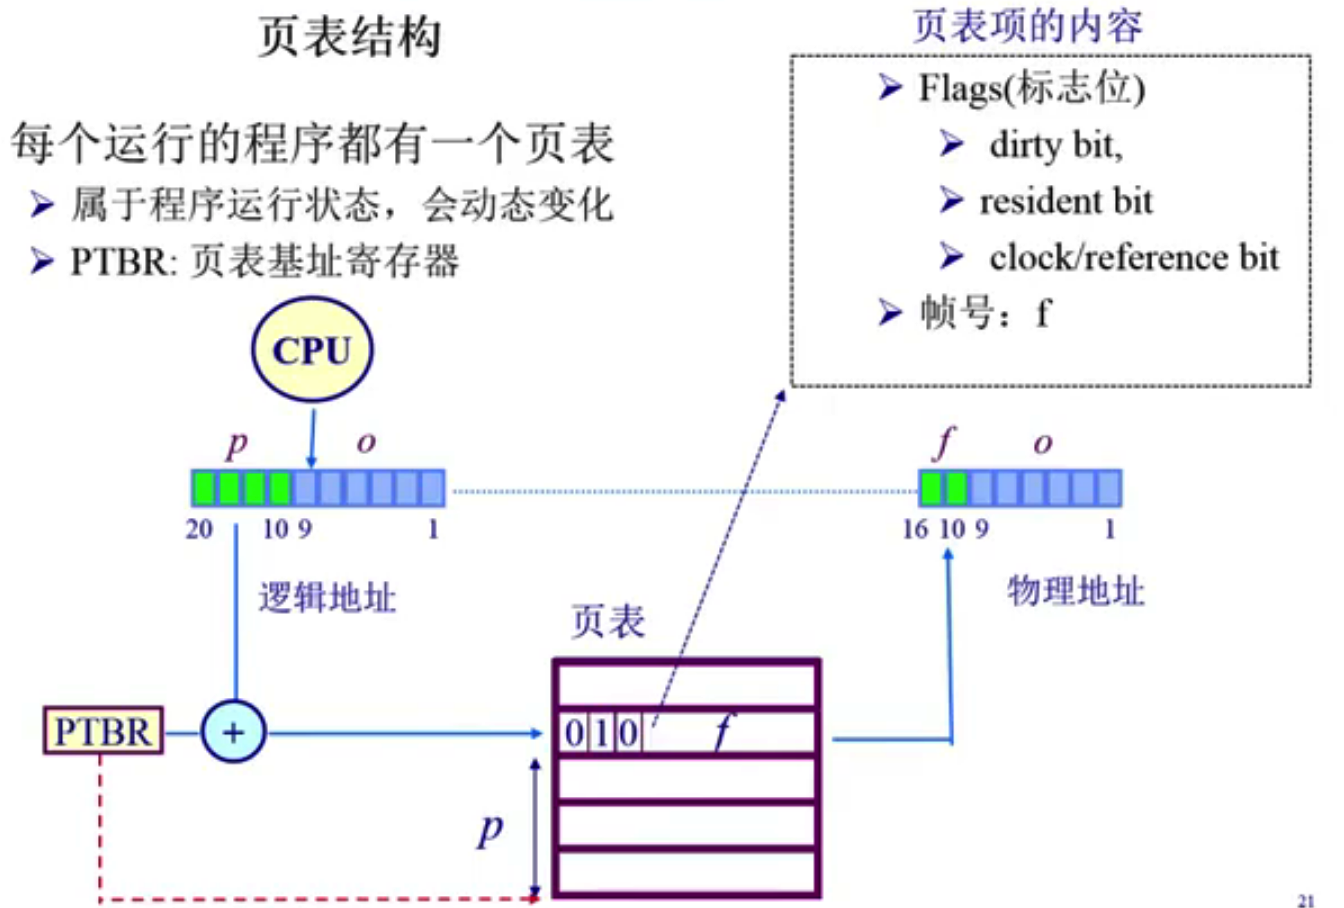 页表结构
每个运行的程序都有一个页表
属于程序运行状态，会动态变化
PTBR: 页表基址寄存器
页表项的内容
Flags(标志位)
dirty bit,
resident bit
clock/reference bit
帧号：f
CPU
p o
20 10 9 1
逻辑地址
f o
16 10 9 1
物理地址
页表
PTBR
+
0 1 0 f
p
21